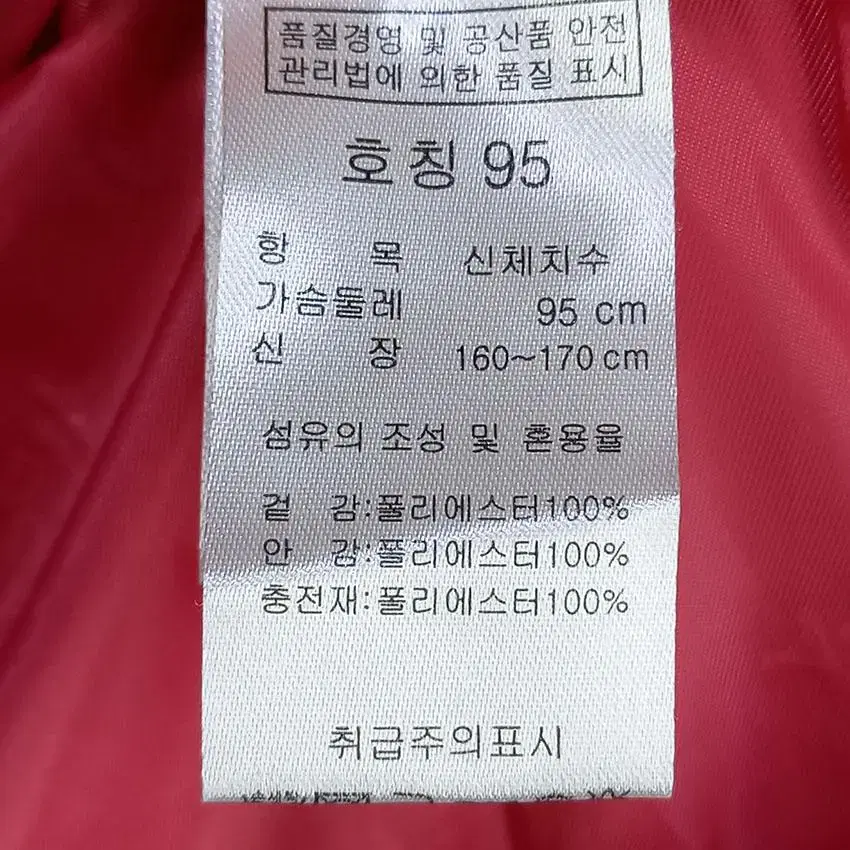 품질경영 및 공산품 안전
관리법에 의한 품질 표시
호칭 95
항 목 신체치수
가슴둘레 95 cm
신 장 160~170 cm
섬유의 조성 및 혼용율
겉 감:폴리에스터100%
안 감:폴리에스터100%
충전재:폴리에스터100%
취급주의표시